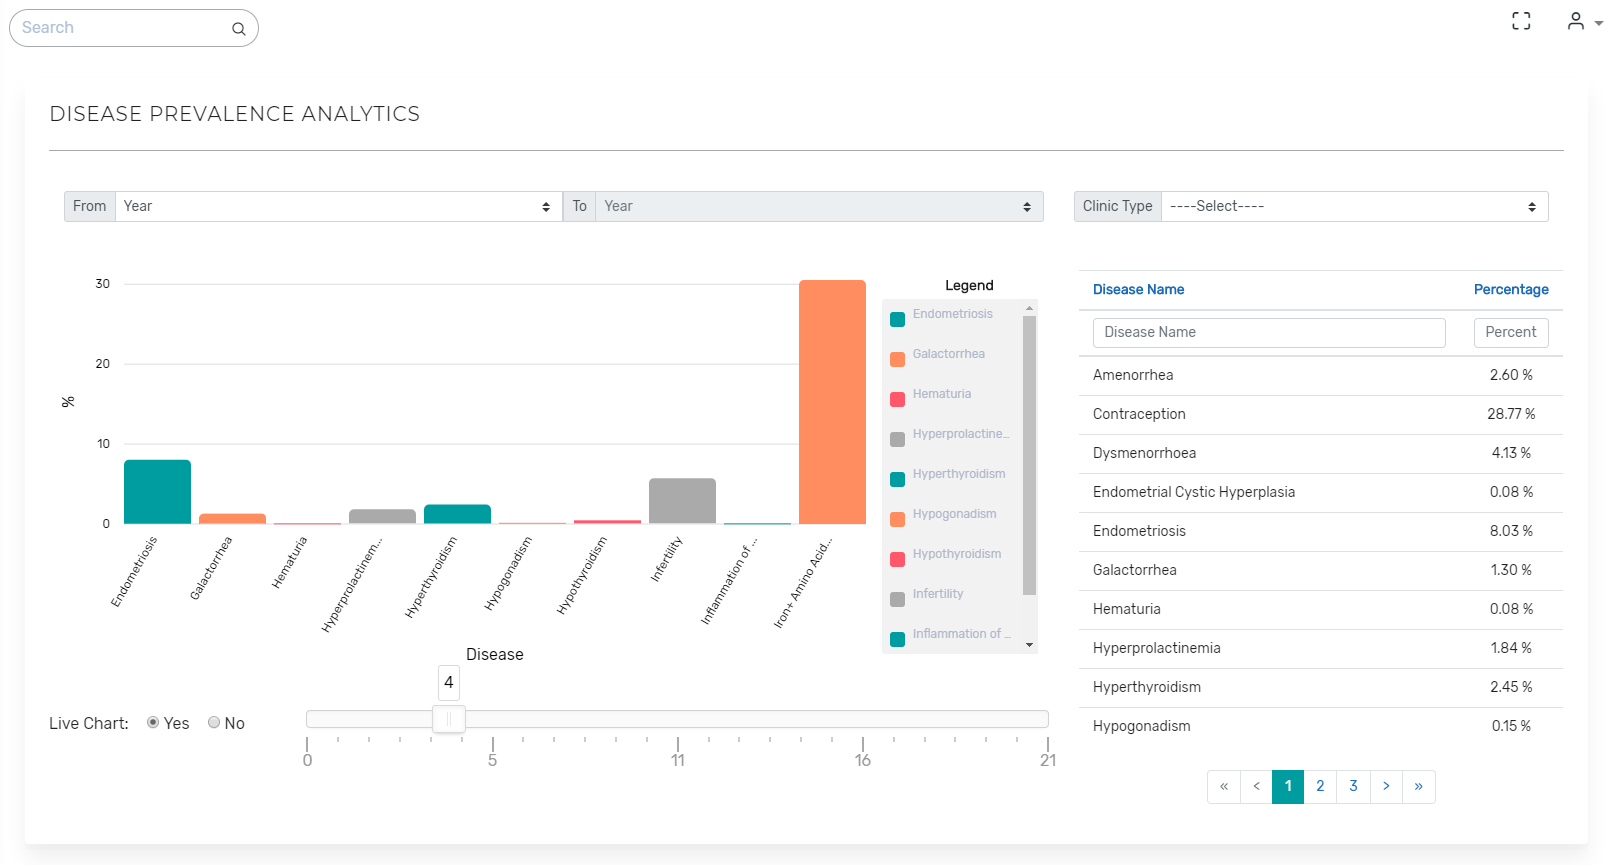 Search
DISEASE PREVALENCE ANALYTICS
From Year To Year
Clinic Type ----Select----
30
20
10
0
%
Endometriosis
Galactorrhea
Hematuria
Hyperprolactinem...
Hyperthyroidism
Hypogonadism
Hypothyroidism
Infertility
Inflammation of ...
Iron+ Amino Acid...
Disease
Legend
Endometriosis
Galactorrhea
Hematuria
Hyperprolactine...
Hyperthyroidism
Hypogonadism
Hypothyroidism
Infertility
Inflammation of ...
4
Live Chart: Yes No
0 5 11 16 21
Disease Name Percentage
Disease Name Percent
Amenorrhea 2.60 %
Contraception 28.77 %
Dysmenorrhoea 4.13 %
Endometrial Cystic Hyperplasia 0.08 %
Endometriosis 8.03 %
Galactorrhea 1.30 %
Hematuria 0.08 %
Hyperprolactinemia 1.84 %
Hyperthyroidism 2.45 %
Hypogonadism 0.15 %
« < 1 2 3 > »